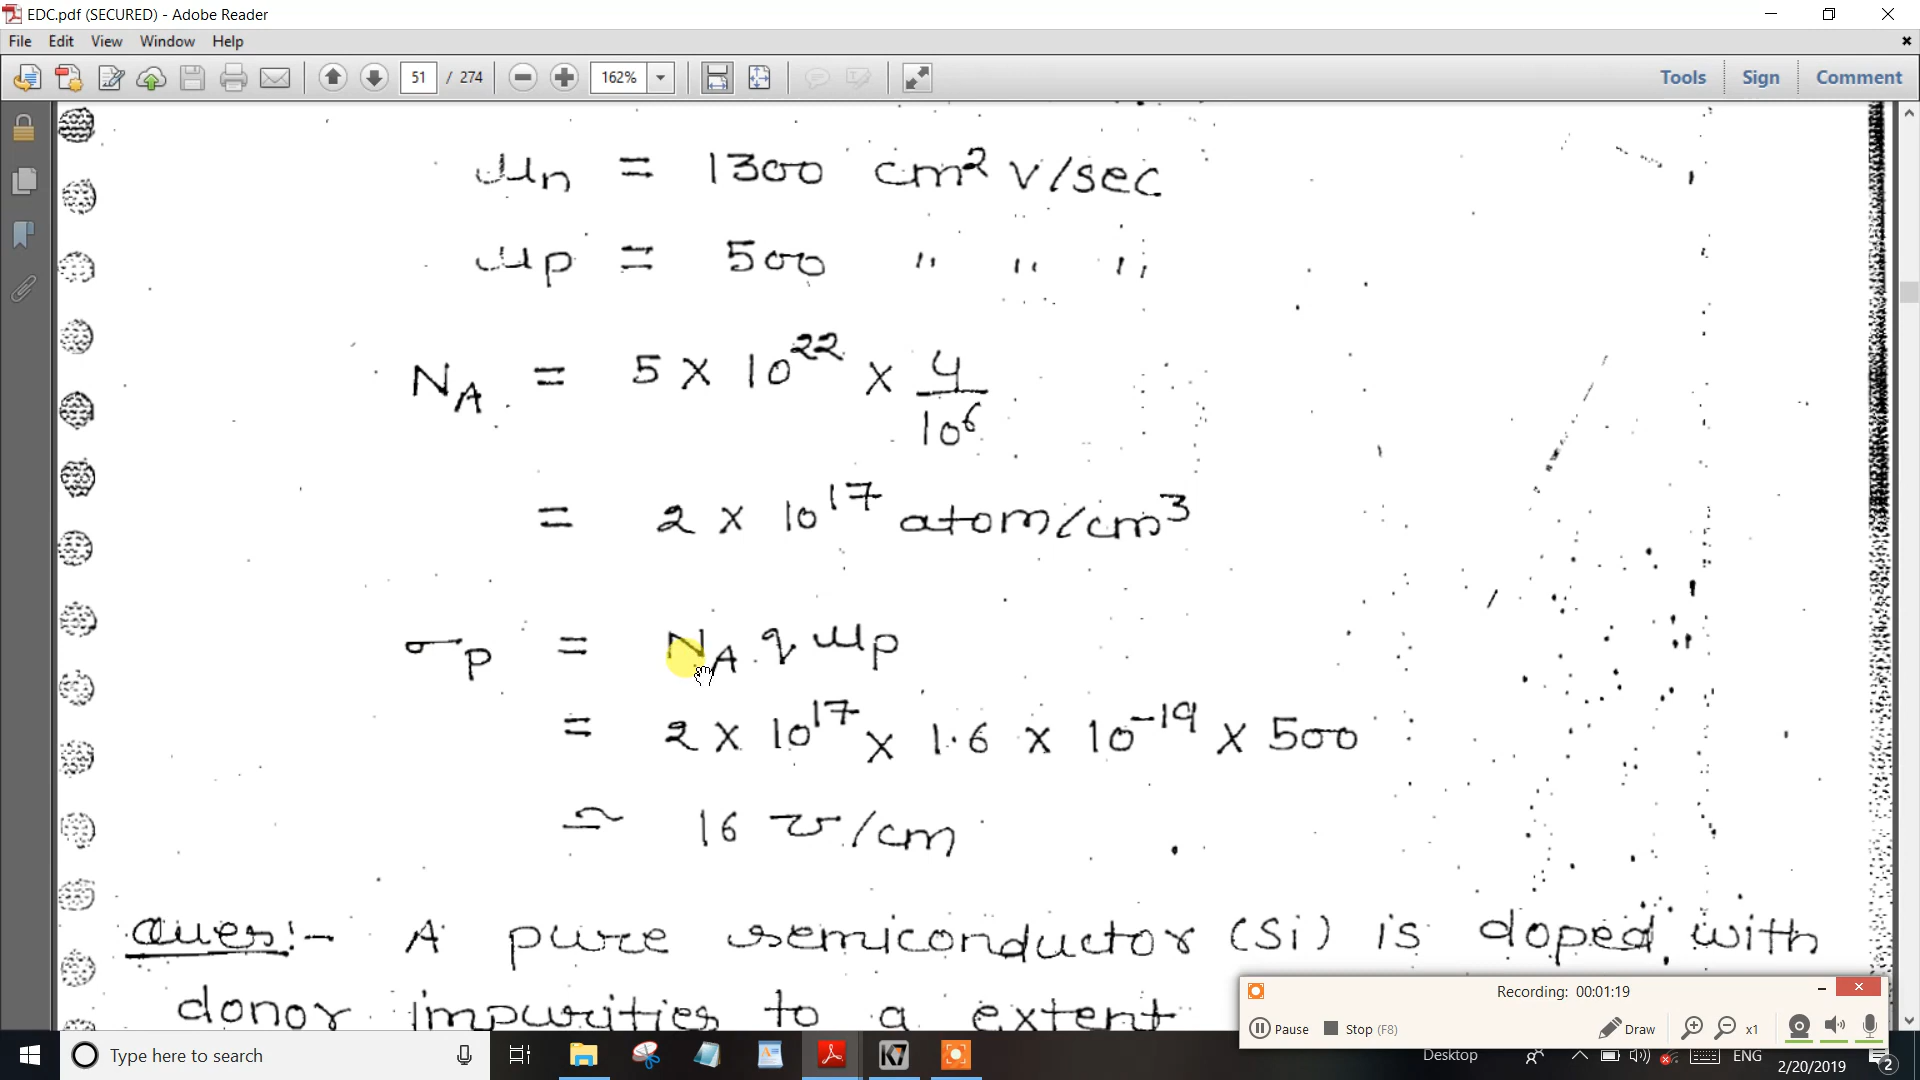 EDC.pdf (SECURED) - Adobe Reader
File Edit View Window Help
51 / 274 162% Tools Sign Comment
μn = 1300 cm² v/sec
μp = 500 " " "
NA = 5 × 10²² × 4/10⁶
= 2 × 10¹⁷ atom/cm³
σp = NA q μp
= 2 × 10¹⁷ × 1.6 × 10⁻¹⁹ × 500
≃ 16 ℧/cm
Ques:- A pure semiconductor (Si) is doped with
donor impurities to a extent
Recording: 00:01:19
Pause Stop (F8) Draw x1
Type here to search
Desktop ENG
2/20/2019 2